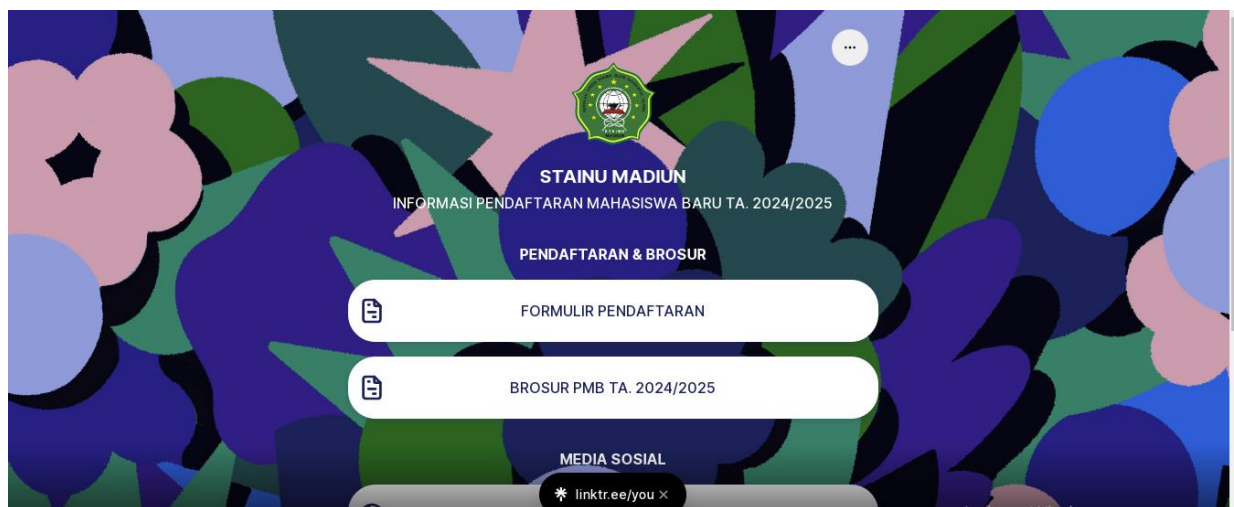 STAINU MADIUN
INFORMASI PENDAFTARAN MAHASISWA BARU TA. 2024/2025
PENDAFTARAN & BROSUR
FORMULIR PENDAFTARAN
BROSUR PMB TA. 2024/2025
MEDIA SOSIAL
linktr.ee/you